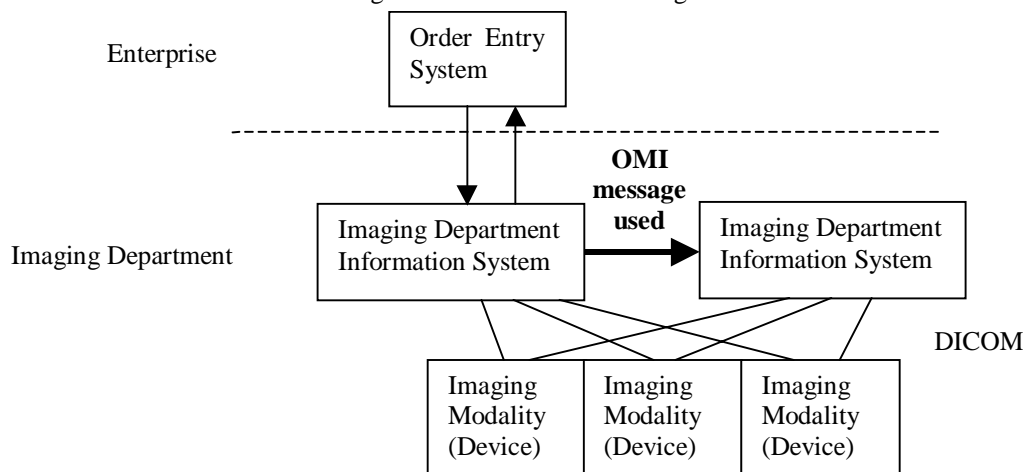 Order Entry
System
Enterprise
OMI
message
used
Imaging Department
Information System
Imaging Department
Information System
Imaging Department
DICOM
Imaging
Modality
(Device)
Imaging
Modality
(Device)
Imaging
Modality
(Device)